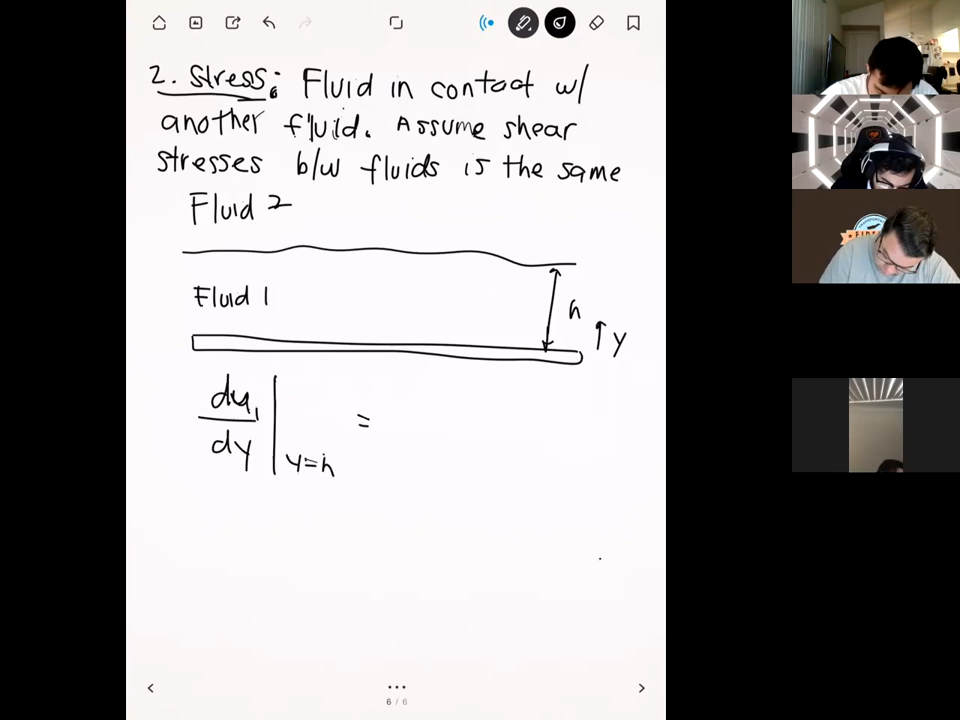 2. Stress: Fluid in contact w/
another fluid. Assume shear
stresses b/w fluids is the same
Fluid 2
Fluid 1
h
↑ y
du₁
dy
y=h
=
6 / 6